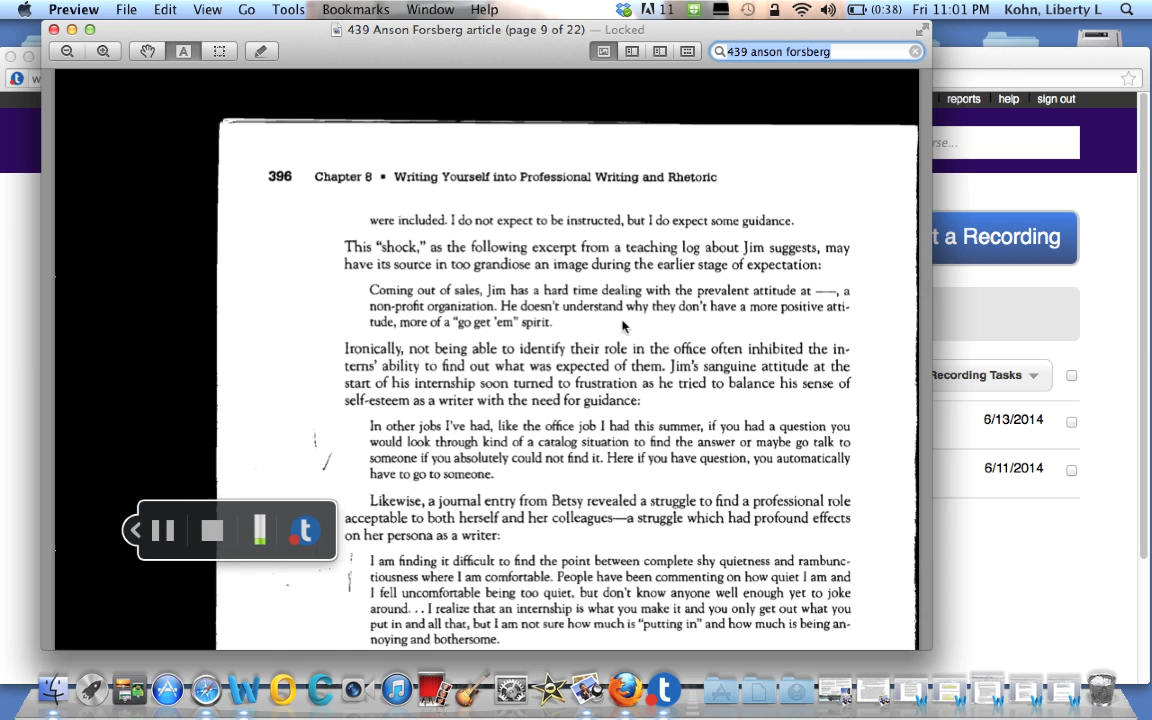 Preview File Edit View Go Tools Bookmarks Window Help 11 (0:38) Fri 11:01 PM Kohn, Liberty L
439 Anson Forsberg article (page 9 of 22) — Locked
439 anson forsberg
w
reports help sign out
rse...
396 Chapter 8 ▪ Writing Yourself into Professional Writing and Rhetoric
t a Recording
were included. I do not expect to be instructed, but I do expect some guidance.
This “shock,” as the following excerpt from a teaching log about Jim suggests, may
have its source in too grandiose an image during the earlier stage of expectation:
Coming out of sales, Jim has a hard time dealing with the prevalent attitude at —, a
non-profit organization. He doesn't understand why they don't have a more positive atti-
tude, more of a “go get 'em” spirit.
Ironically, not being able to identify their role in the office often inhibited the in-
terns' ability to find out what was expected of them. Jim's sanguine attitude at the
start of his internship soon turned to frustration as he tried to balance his sense of
self-esteem as a writer with the need for guidance:
Recording Tasks
6/13/2014
6/11/2014
In other jobs I've had, like the office job I had this summer, if you had a question you
would look through kind of a catalog situation to find the answer or maybe go talk to
someone if you absolutely could not find it. Here if you have question, you automatically
have to go to someone.
Likewise, a journal entry from Betsy revealed a struggle to find a professional role
acceptable to both herself and her colleagues—a struggle which had profound effects
on her persona as a writer:
I am finding it difficult to find the point between complete shy quietness and rambunc-
tiousness where I am comfortable. People have been commenting on how quiet I am and
I fell uncomfortable being too quiet, but don't know anyone well enough yet to joke
around. . . I realize that an internship is what you make it and you only get out what you
put in and all that, but I am not sure how much is “putting in” and how much is being an-
noying and bothersome.